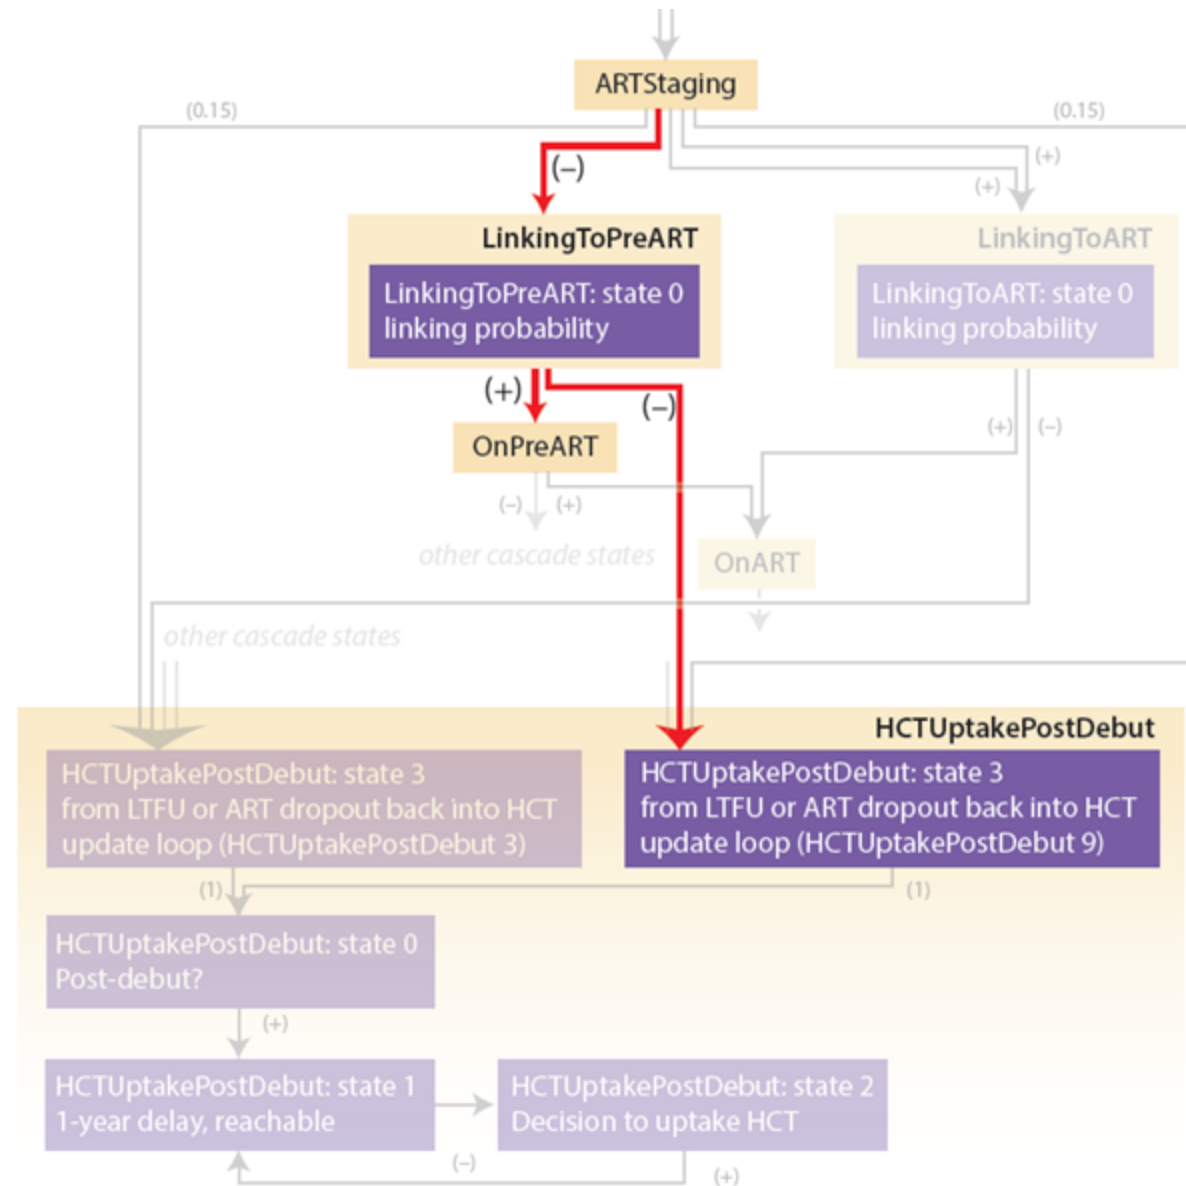 ARTStaging
(0.15)
(0.15)
(–)
(+)
(+)
LinkingToPreART
LinkingToPreART: state 0
linking probability
LinkingToART
LinkingToART: state 0
linking probability
(+)
(–)
(+)
(–)
OnPreART
(–)
(+)
other cascade states
OnART
other cascade states
HCTUptakePostDebut
HCTUptakePostDebut: state 3
from LTFU or ART dropout back into HCT
update loop (HCTUptakePostDebut 3)
HCTUptakePostDebut: state 3
from LTFU or ART dropout back into HCT
update loop (HCTUptakePostDebut 9)
(1)
(1)
HCTUptakePostDebut: state 0
Post-debut?
(+)
HCTUptakePostDebut: state 1
1-year delay, reachable
HCTUptakePostDebut: state 2
Decision to uptake HCT
(–)
(+)